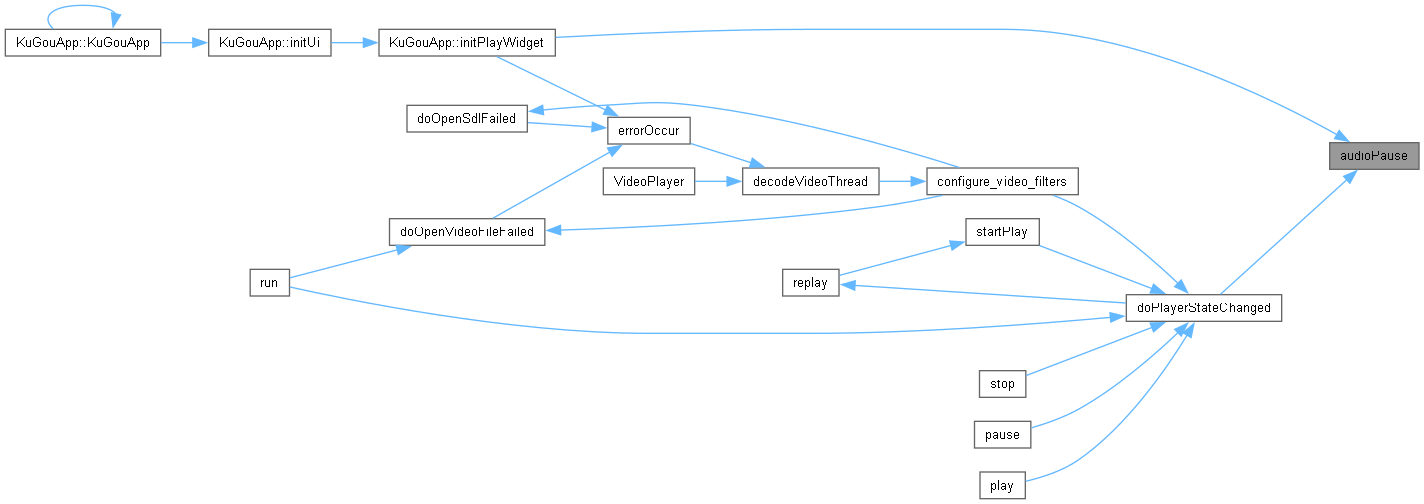 KuGouApp::KuGouApp
KuGouApp::initUi
KuGouApp::initPlayWidget
doOpenSdlFailed
errorOccur
audioPause
VideoPlayer
decodeVideoThread
configure_video_filters
doOpenVideoFileFailed
startPlay
run
replay
doPlayerStateChanged
stop
pause
play